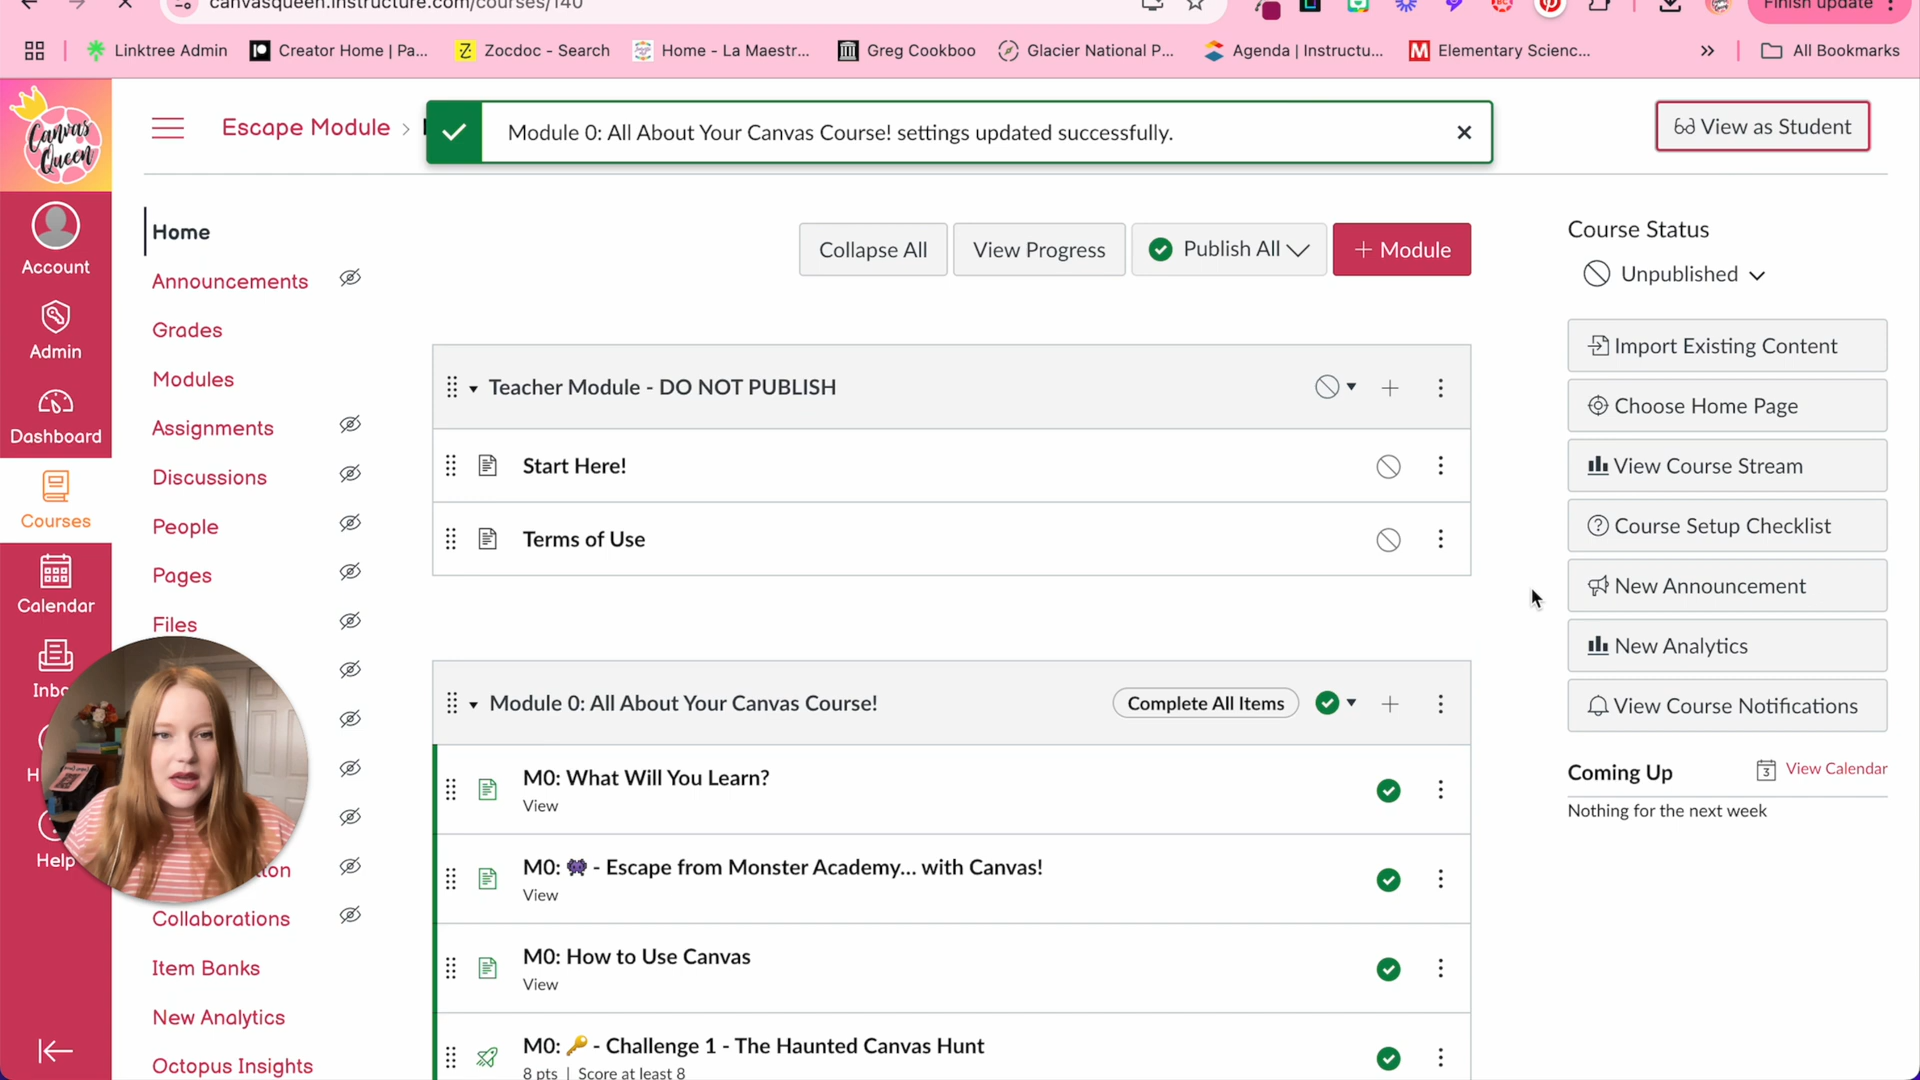 canvasqueen.instructure.com/courses/140
Finish update
Linktree Admin
Creator Home | Pa...
Zocdoc - Search
Home - La Maestr...
Greg Cookboo
Glacier National P...
Agenda | Instructu...
Elementary Scienc...
All Bookmarks
Canvas
Queen
Escape Module
Module 0: All About Your Canvas Course! settings updated successfully.
View as Student
Account
Admin
Dashboard
Courses
Calendar
Inbo
H
Help
Home
Announcements
Grades
Modules
Assignments
Discussions
People
Pages
Files
Collaborations
Item Banks
New Analytics
Octopus Insights
Collapse All
View Progress
Publish All
+ Module
Teacher Module - DO NOT PUBLISH
Start Here!
Terms of Use
Module 0: All About Your Canvas Course!
Complete All Items
M0: What Will You Learn?
View
M0: 👾 - Escape from Monster Academy... with Canvas!
View
M0: How to Use Canvas
View
M0: 🔑 - Challenge 1 - The Haunted Canvas Hunt
8 pts | Score at least 8
Course Status
Unpublished
Import Existing Content
Choose Home Page
View Course Stream
Course Setup Checklist
New Announcement
New Analytics
View Course Notifications
Coming Up
3
View Calendar
Nothing for the next week